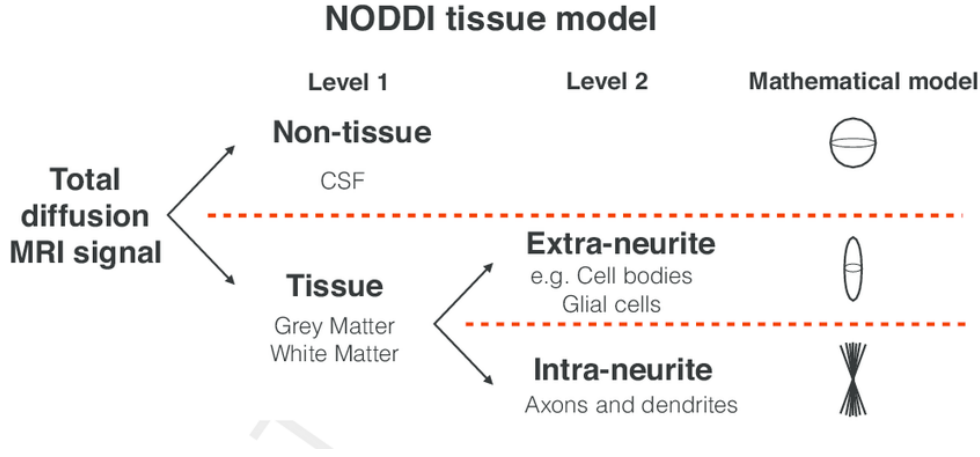 NODDI tissue model
Level 1
Level 2
Mathematical model
Non-tissue
CSF
Total
diffusion
MRI signal
Extra-neurite
e.g. Cell bodies
Glial cells
Tissue
Grey Matter
White Matter
Intra-neurite
Axons and dendrites